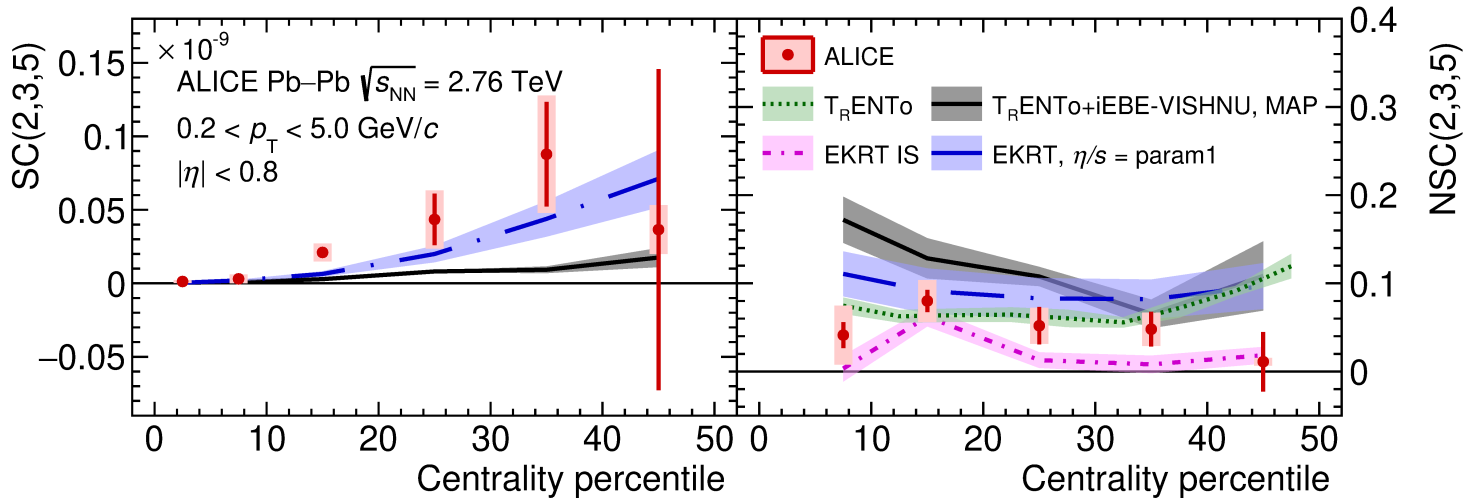 SC(2,3,5)
× 10⁻⁹
ALICE Pb–Pb √sNN = 2.76 TeV
0.2 < pT < 5.0 GeV/c
|η| < 0.8
0.15
0.1
0.05
0
−0.05
0 10 20 30 40 50
Centrality percentile
ALICE
TRENTo
TRENTo+iEBE-VISHNU, MAP
EKRT IS
EKRT, η/s = param1
0.4
0.3
0.2
0.1
0
NSC(2,3,5)
0 10 20 30 40 50
Centrality percentile